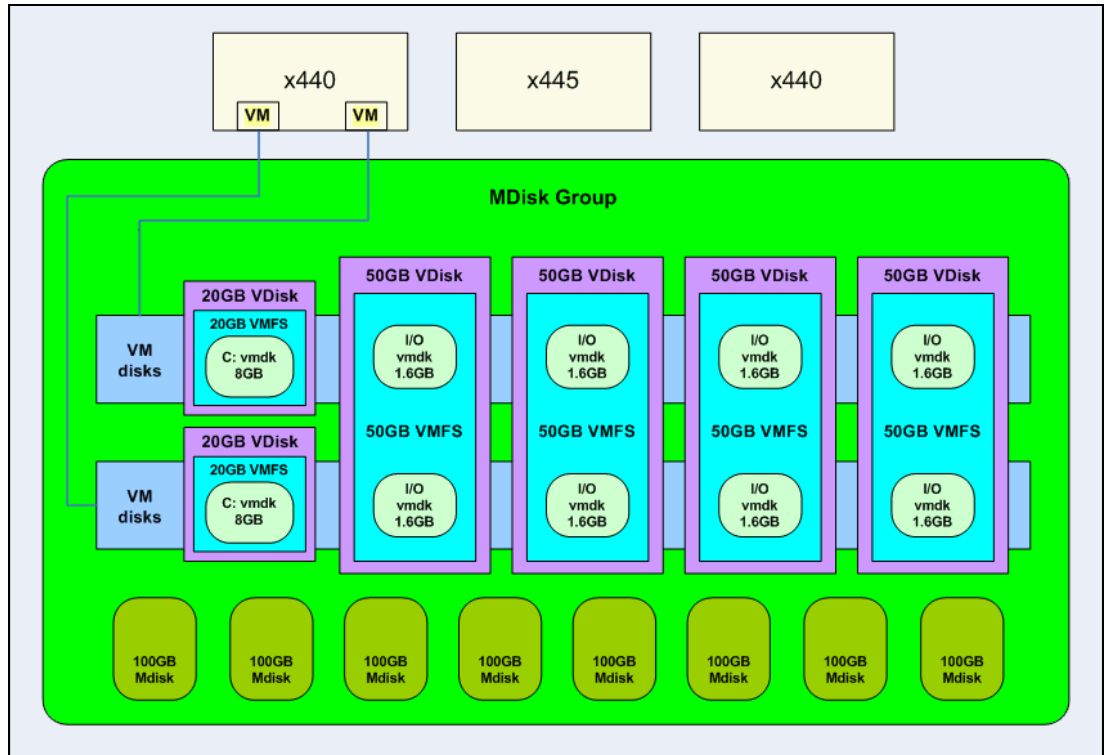 x440
x445
x440
VM
VM
MDisk Group
20GB VDisk
20GB VMFS
C: vmdk
8GB
50GB VDisk
I/O
vmdk
1.6GB
50GB VMFS
I/O
vmdk
1.6GB
50GB VDisk
I/O
vmdk
1.6GB
50GB VMFS
I/O
vmdk
1.6GB
50GB VDisk
I/O
vmdk
1.6GB
50GB VMFS
I/O
vmdk
1.6GB
50GB VDisk
I/O
vmdk
1.6GB
50GB VMFS
I/O
vmdk
1.6GB
VM
disks
20GB VDisk
20GB VMFS
C: vmdk
8GB
VM
disks
100GB
Mdisk
100GB
Mdisk
100GB
Mdisk
100GB
Mdisk
100GB
Mdisk
100GB
Mdisk
100GB
Mdisk
100GB
Mdisk